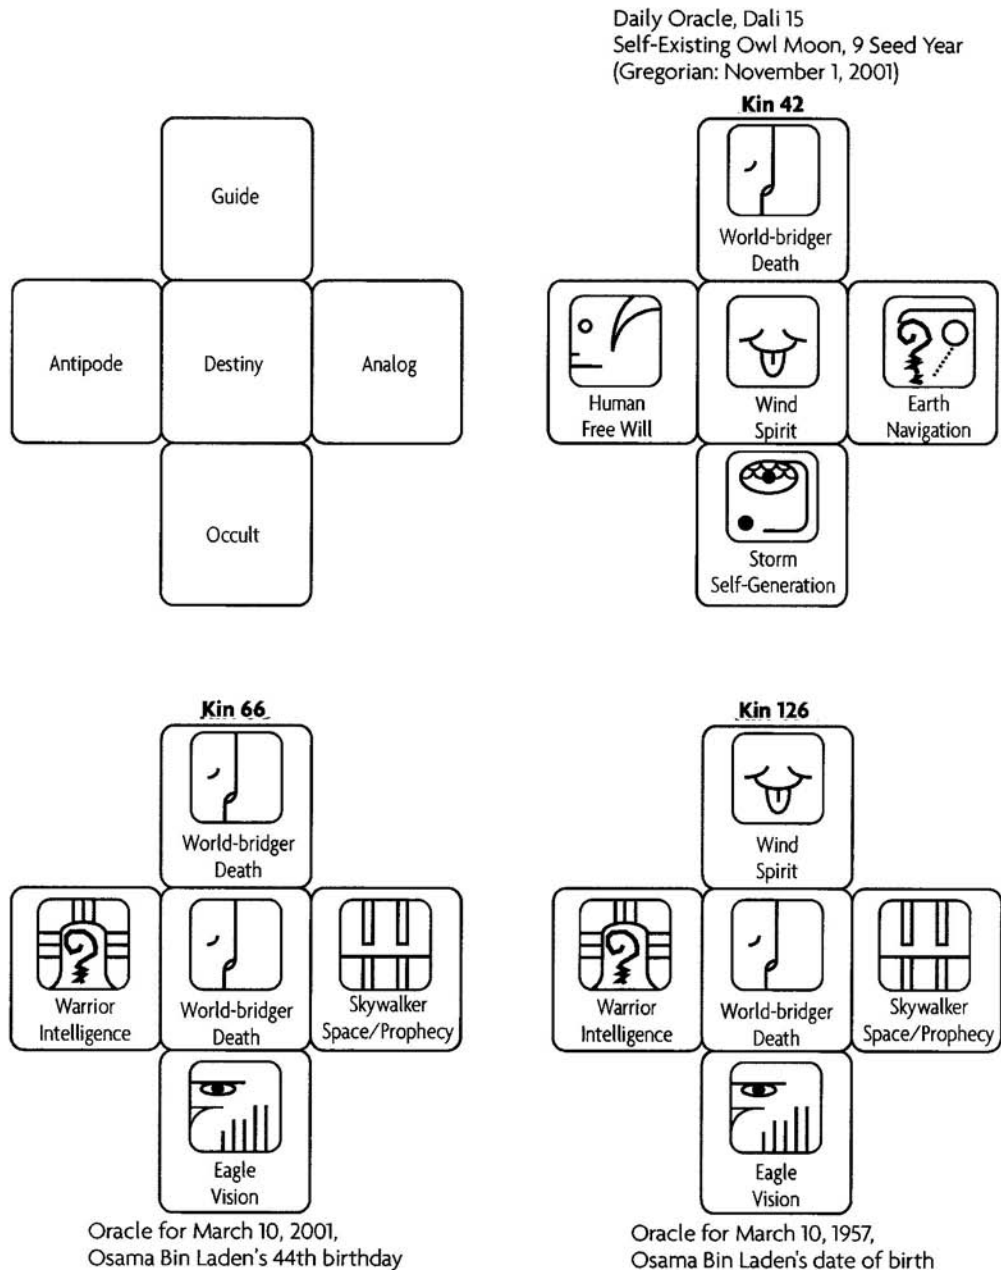 Daily Oracle, Dali 15
Self-Existing Owl Moon, 9 Seed Year
(Gregorian: November 1, 2001)
Guide
Antipode
Destiny
Analog
Occult
Kin 42
World-bridger
Death
Human
Free Will
Wind
Spirit
Earth
Navigation
Storm
Self-Generation
Kin 66
World-bridger
Death
Warrior
Intelligence
World-bridger
Death
Skywalker
Space/Prophecy
Eagle
Vision
Oracle for March 10, 2001,
Osama Bin Laden's 44th birthday
Kin 126
Wind
Spirit
Warrior
Intelligence
World-bridger
Death
Skywalker
Space/Prophecy
Eagle
Vision
Oracle for March 10, 1957,
Osama Bin Laden's date of birth